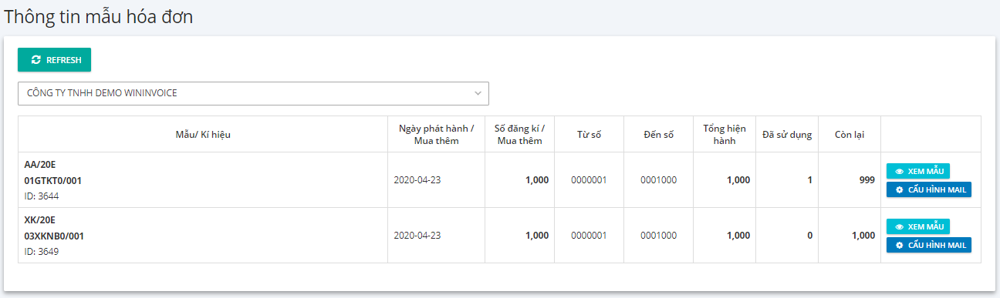 Thông tin mẫu hóa đơn
REFRESH
CÔNG TY TNHH DEMO WININVOICE
Mẫu/ Kí hiệu
Ngày phát hành /
Mua thêm
Số đăng kí /
Mua thêm
Từ số
Đến số
Tổng hiện
hành
Đã sử dụng
Còn lại
AA/20E
01GTKT0/001
ID: 3644
2020-04-23
1,000
0000001
0001000
1,000
1
999
XEM MẪU
CẤU HÌNH MAIL
XK/20E
03XKNB0/001
ID: 3649
2020-04-23
1,000
0000001
0001000
1,000
0
1,000
XEM MẪU
CẤU HÌNH MAIL